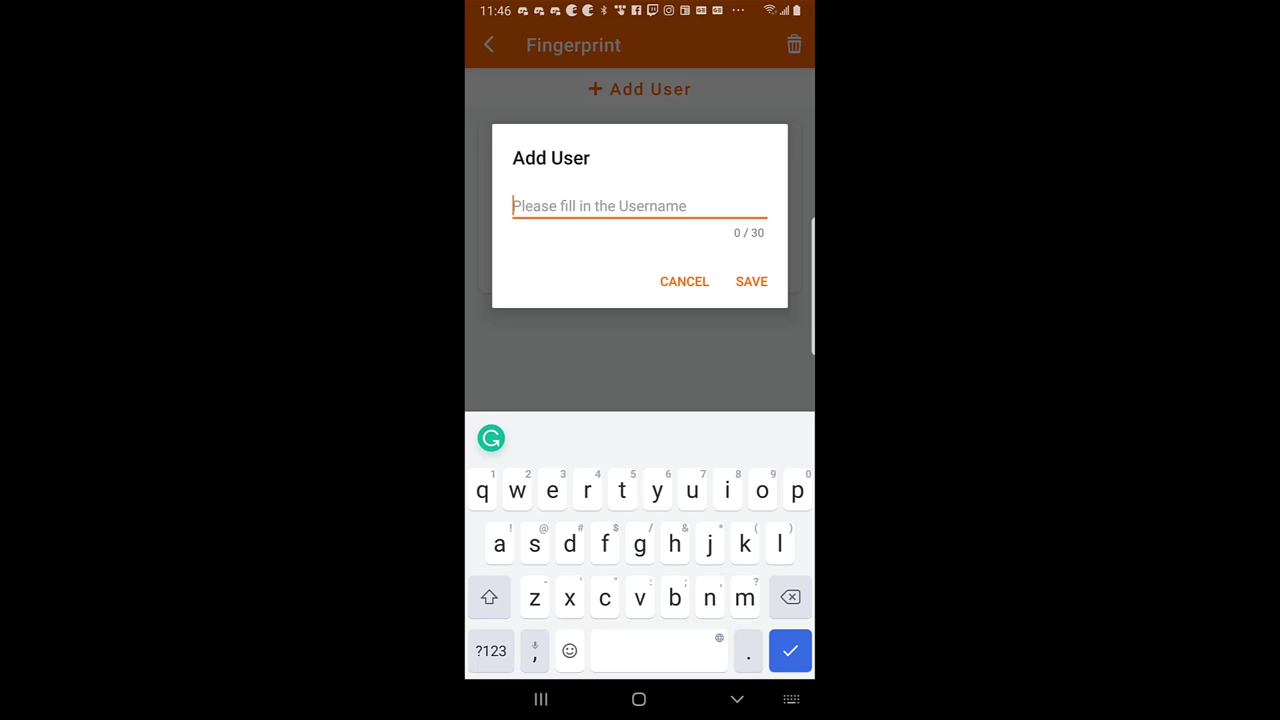 11:46
Fingerprint
+ Add User
Add User
Please fill in the Username
0 / 30
CANCEL SAVE
1 2 3 4 5 6 7 8 9 0
q w e r t y u i o p
! @ # $ / & * ( )
a s d f g h j k l
- ' " : ; , ?
z x c v b n m
?123 , .